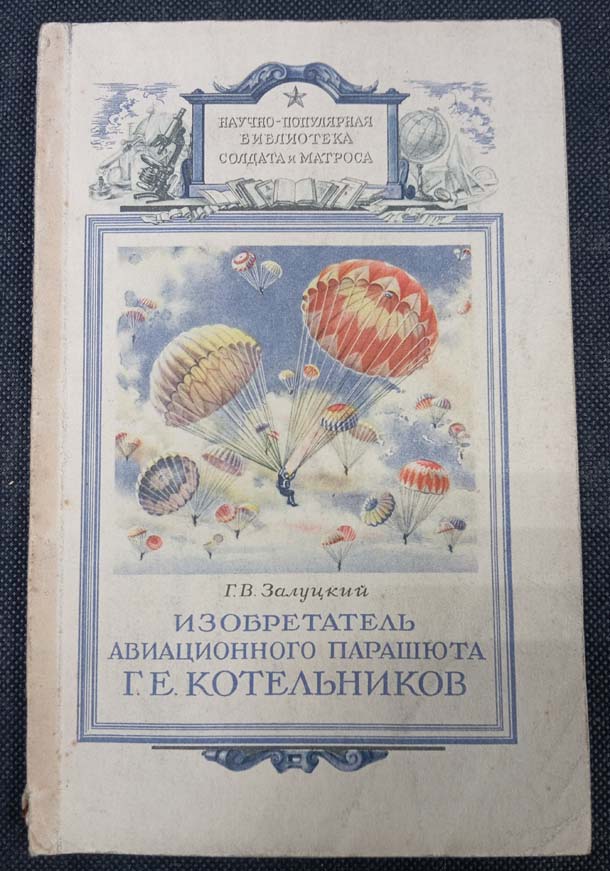 НАУЧНО-ПОПУЛЯРНАЯ
БИБЛИОТЕКА
СОЛДАТА и МАТРОСА
Г. В. Залуцкий
ИЗОБРЕТАТЕЛЬ
АВИАЦИОННОГО ПАРАШЮТА
Г. Е. КОТЕЛЬНИКОВ